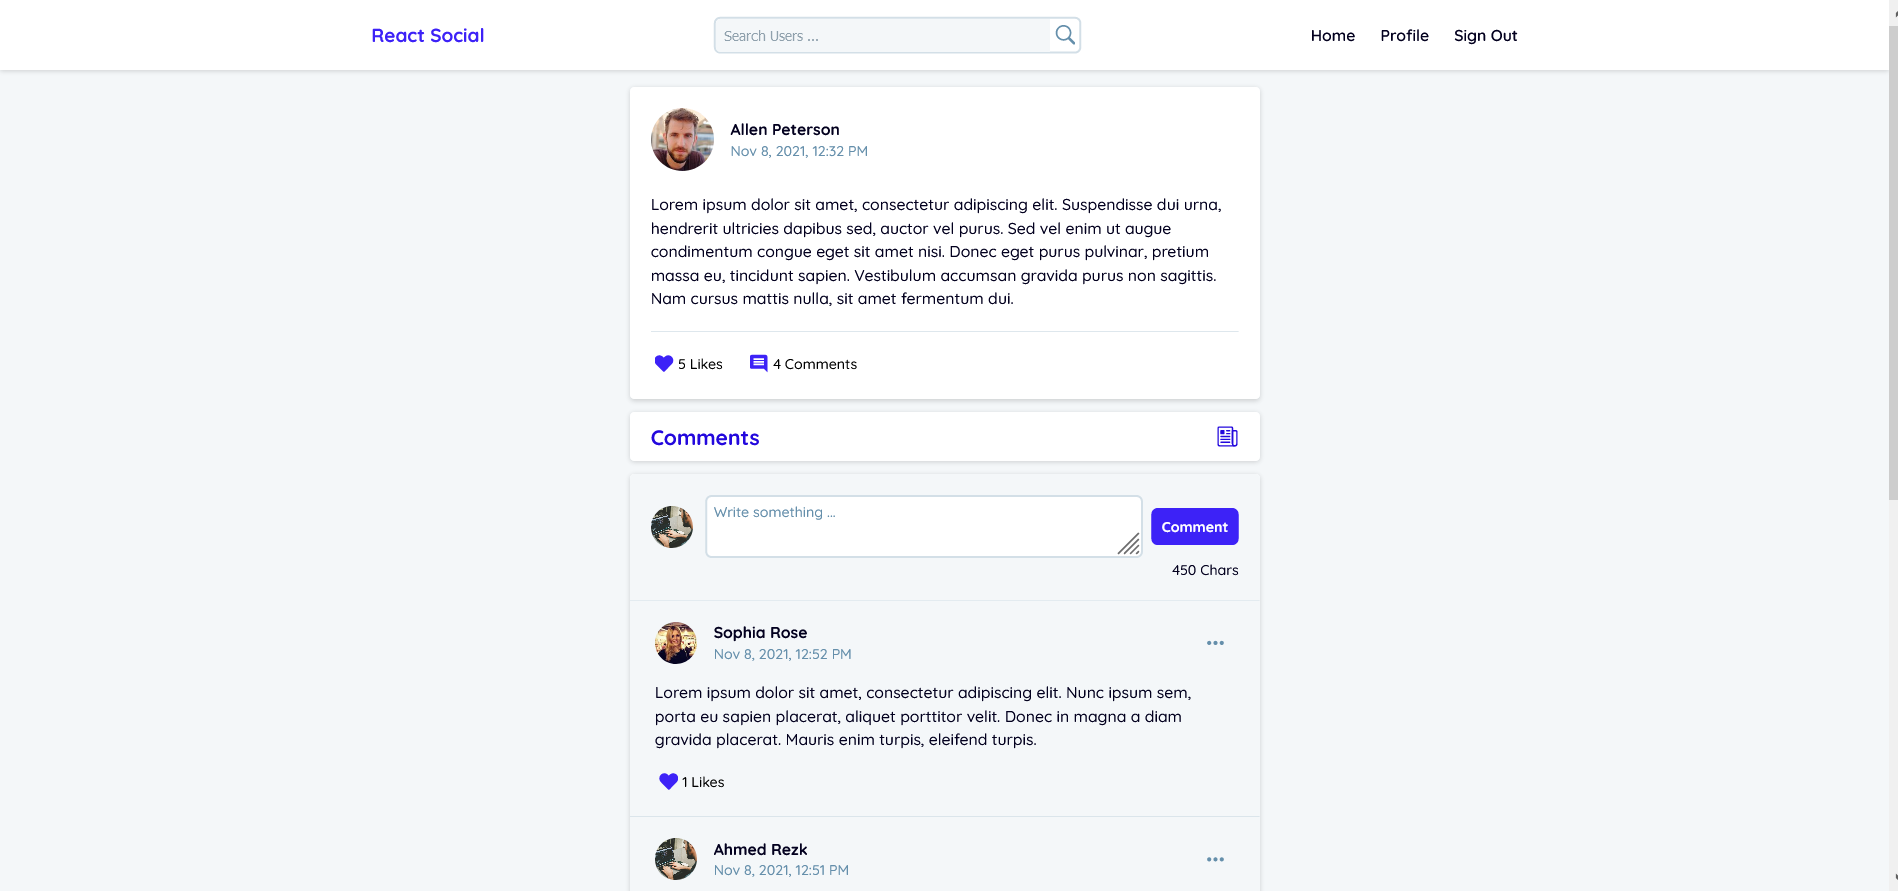 React Social
Search Users ...
Home
Profile
Sign Out
Allen Peterson
Nov 8, 2021, 12:32 PM
Lorem ipsum dolor sit amet, consectetur adipiscing elit. Suspendisse dui urna,
hendrerit ultricies dapibus sed, auctor vel purus. Sed vel enim ut augue
condimentum congue eget sit amet nisi. Donec eget purus pulvinar, pretium
massa eu, tincidunt sapien. Vestibulum accumsan gravida purus non sagittis.
Nam cursus mattis nulla, sit amet fermentum dui.
5 Likes
4 Comments
Comments
Write something ...
Comment
450 Chars
Sophia Rose
Nov 8, 2021, 12:52 PM
Lorem ipsum dolor sit amet, consectetur adipiscing elit. Nunc ipsum sem,
porta eu sapien placerat, aliquet porttitor velit. Donec in magna a diam
gravida placerat. Mauris enim turpis, eleifend turpis.
1 Likes
Ahmed Rezk
Nov 8, 2021, 12:51 PM